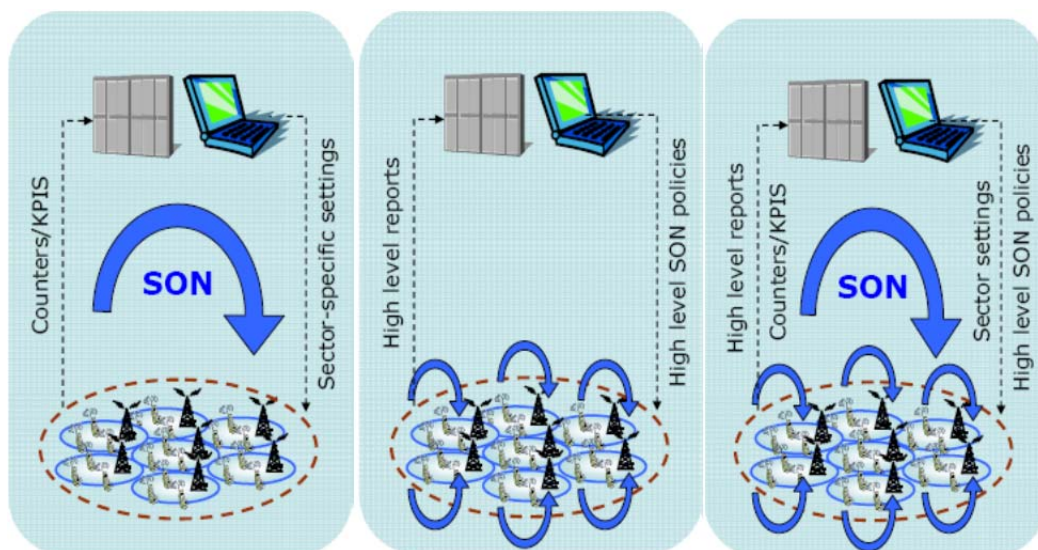 Counters/KPIS
SON
Sector-specific settings
High level reports
High level SON policies
High level reports
Counters/KPIS
SON
Sector settings
High level SON policies